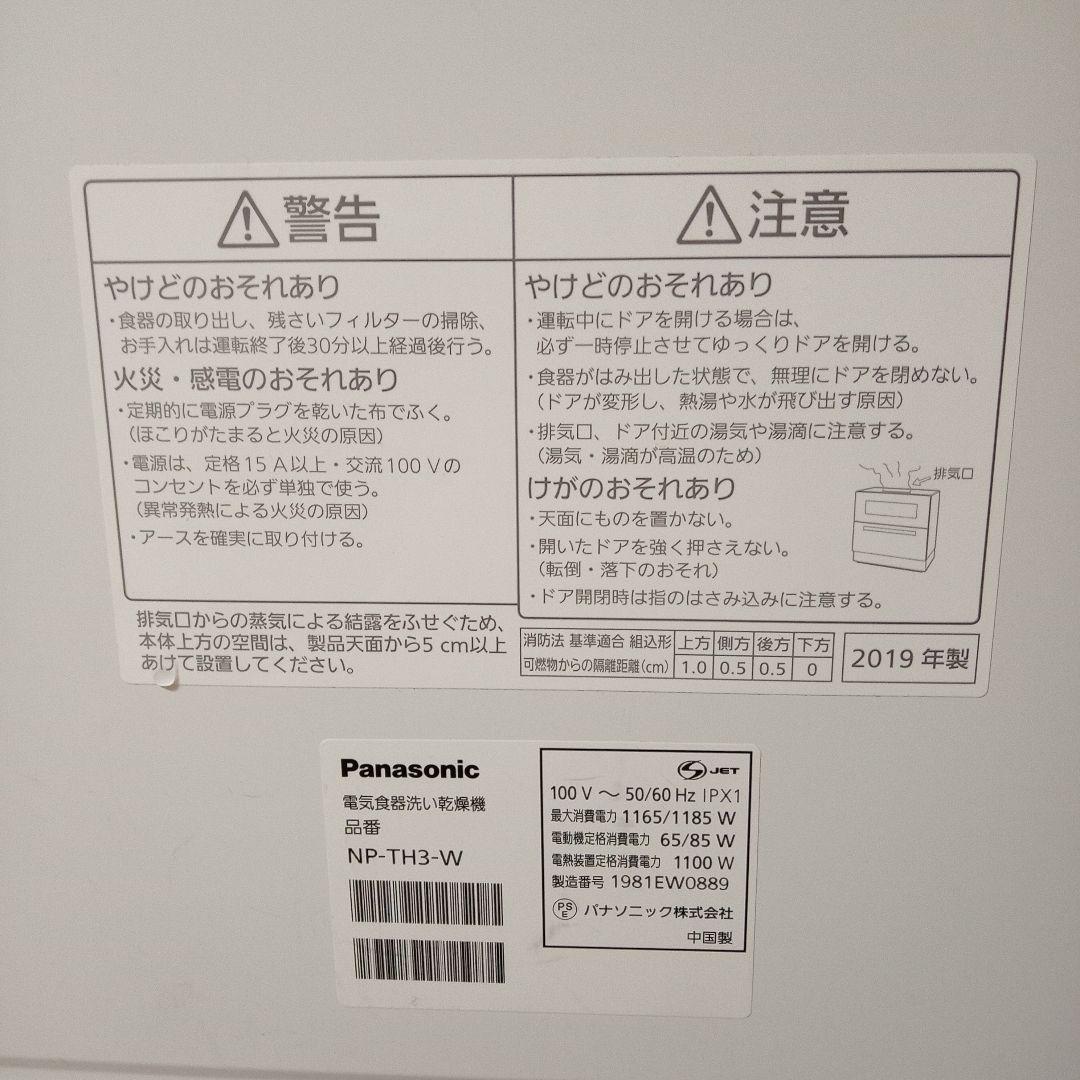 警告
やけどのおそれあり
・食器の取り出し、残さいフィルターの掃除、
お手入れは運転終了後30分以上経過後行う。
火災・感電のおそれあり
・定期的に電源プラグを乾いた布でふく。
(ほこりがたまると火災の原因)
・電源は、定格15 A以上・交流100 Vの
コンセントを必ず単独で使う。
(異常発熱による火災の原因)
・アースを確実に取り付ける。
排気口からの蒸気による結露をふせぐため、
本体上方の空間は、製品天面から5 cm以上
あけて設置してください。
注意
やけどのおそれあり
・運転中にドアを開ける場合は、
必ず一時停止させてゆっくりドアを開ける。
・食器がはみ出した状態で、無理にドアを閉めない。
(ドアが変形し、熱湯や水が飛び出す原因)
・排気口、ドア付近の湯気や湯滴に注意する。
(湯気・湯滴が高温のため)
けがのおそれあり
・天面にものを置かない。
・開いたドアを強く押さえない。
(転倒・落下のおそれ)
・ドア開閉時は指のはさみ込みに注意する。
排気口
消防法 基準適合 組込形 上方 側方 後方 下方
可燃物からの隔離距離(cm) 1.0 0.5 0.5 0
2019 年製
Panasonic
電気食器洗い乾燥機
品番
NP-TH3-W
JET
100 V ～ 50/60 Hz IPX1
最大消費電力 1165/1185 W
電動機定格消費電力 65/85 W
電熱装置定格消費電力 1100 W
製造番号 1981EW0889
PSE パナソニック株式会社
中国製